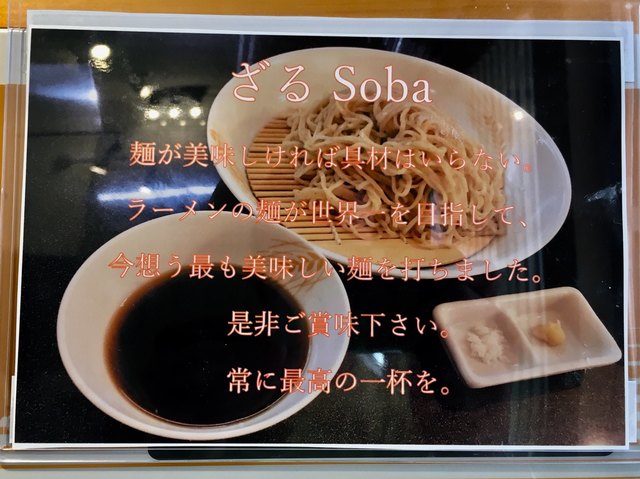 ざる Soba
麺が美味しければ具材はいらない。
ラーメンの麺が世界一を目指して、
今想う最も美味しい麺を打ちました。
是非ご賞味下さい。
常に最高の一杯を。